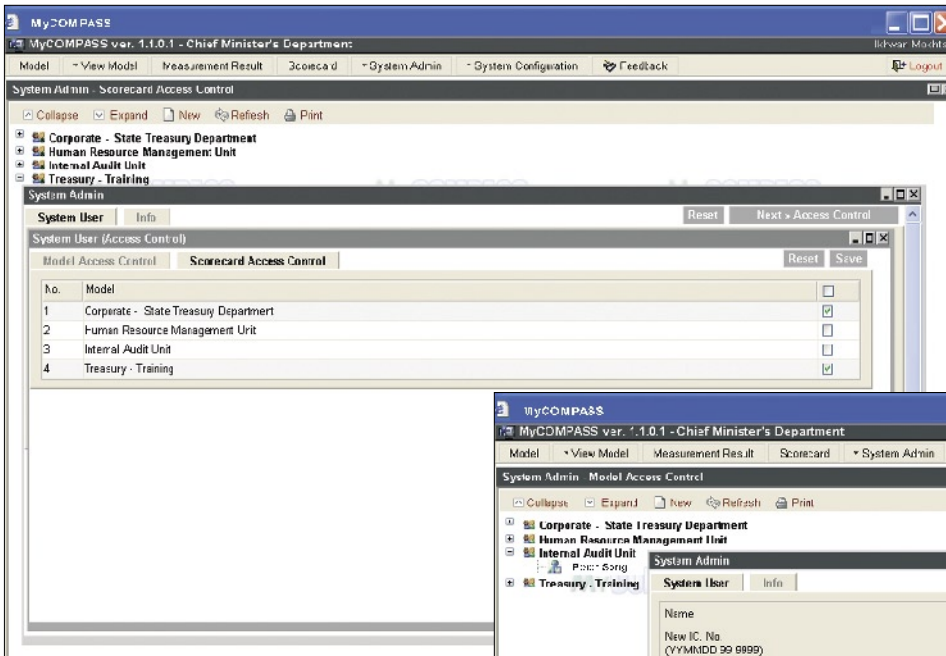 MyCOMPASS
MyCOMPASS ver. 1.1.0.1 - Chief Minister's Department
Model View Model Measurement Result Scorecard System Admin System Configuration Feedback Logout
System Admin - Scorecard Access Control
Collapse Expand New Refresh Print
Corporate - State Treasury Department
Human Resource Management Unit
Internal Audit Unit
Treasury - Training
System Admin
System User Info Reset Next » Access Control
System User (Access Control)
Model Access Control Scorecard Access Control Reset Save
No. Model
1 Corporate - State Treasury Department
2 Human Resource Management Unit
3 Internal Audit Unit
4 Treasury - Training
MyCOMPASS
MyCOMPASS ver. 1.1.0.1 - Chief Minister's Department
Model View Model Measurement Result Scorecard System Admin
System Admin - Model Access Control
Collapse Expand New Refresh Print
Corporate - State Treasury Department
Human Resource Management Unit
Internal Audit Unit
Song
Treasury - Training
System Admin
System User Info
Name
New IC. No.
(YYMMDD 99 9999)